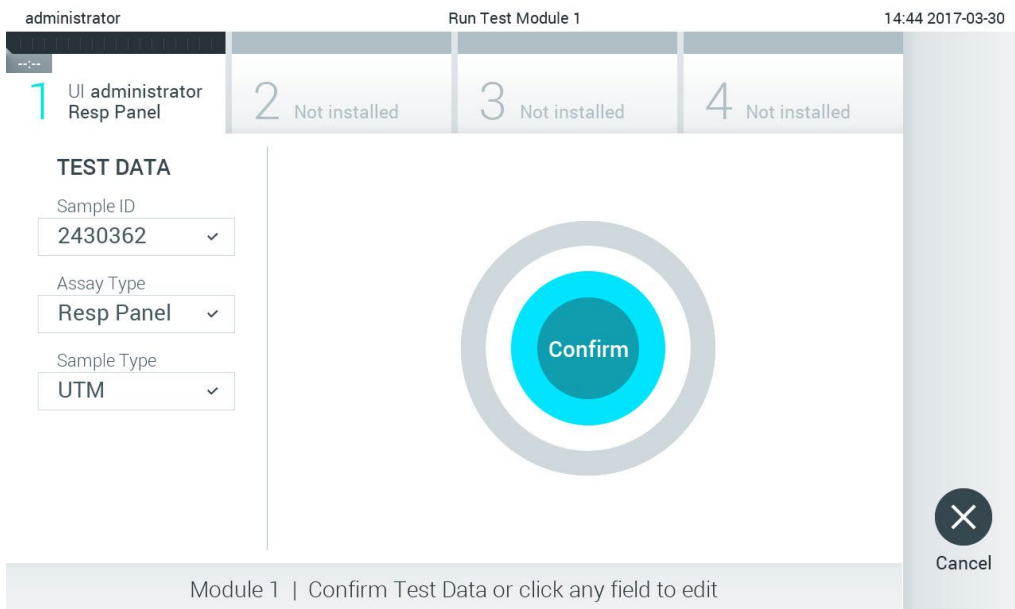 administrator
Run Test Module 1
14:44 2017-03-30
--:--
1 UI administrator
Resp Panel
2 Not installed
3 Not installed
4 Not installed
TEST DATA
Sample ID
2430362
Assay Type
Resp Panel
Sample Type
UTM
Confirm
Cancel
Module 1 | Confirm Test Data or click any field to edit